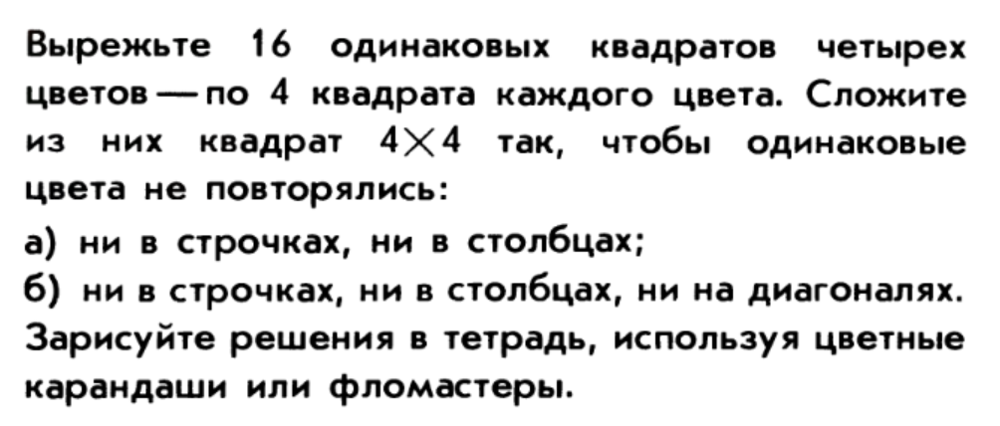 Вырежьте 16 одинаковых квадратов четырех
цветов — по 4 квадрата каждого цвета. Сложите
из них квадрат 4×4 так, чтобы одинаковые
цвета не повторялись:
а) ни в строчках, ни в столбцах;
б) ни в строчках, ни в столбцах, ни на диагоналях.
Зарисуйте решения в тетрадь, используя цветные
карандаши или фломастеры.